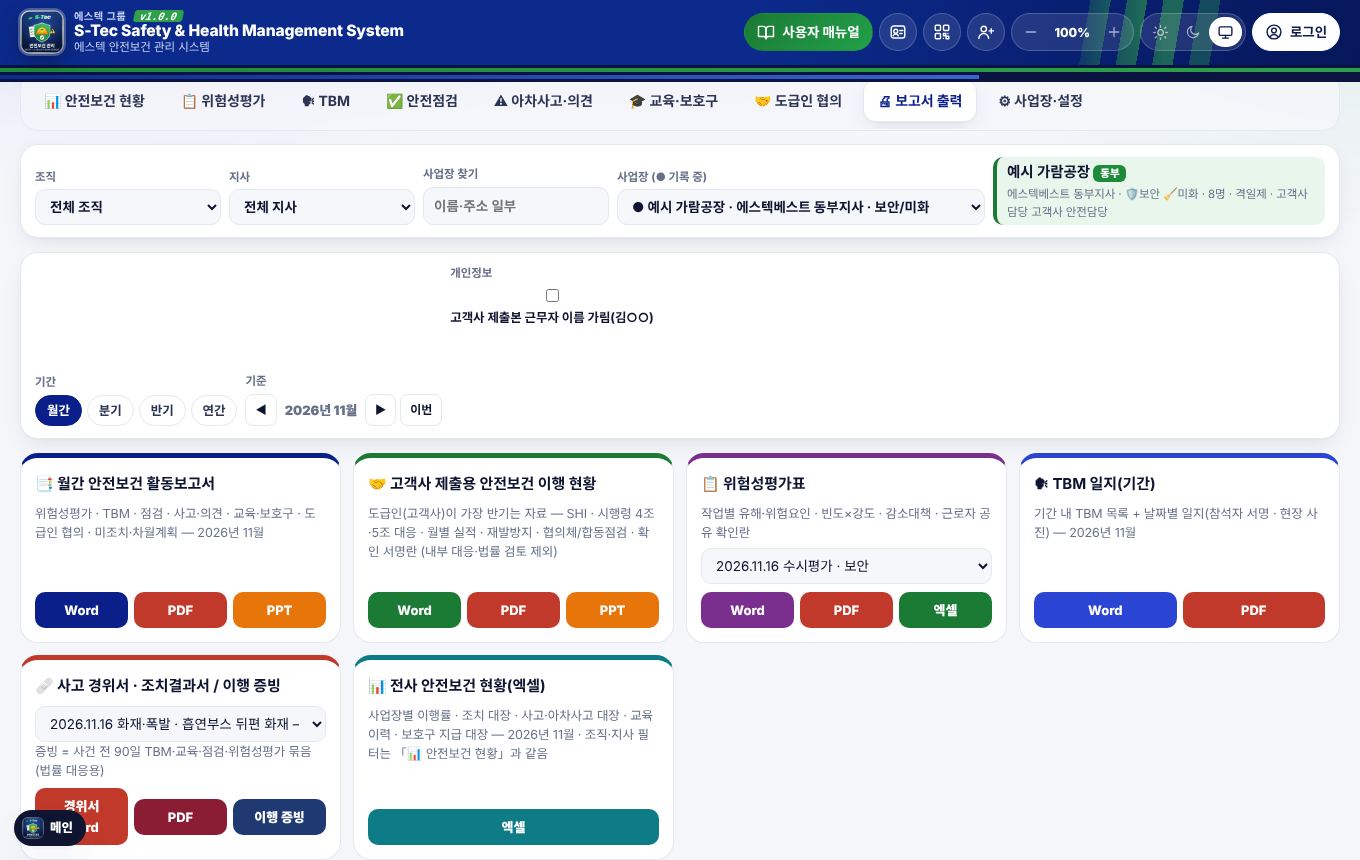 에스텍 그룹 v1.0.0
S-Tec Safety & Health Management System
에스텍 안전보건 관리 시스템
사용자 매뉴얼
100%
로그인
안전보건 현황
위험성평가
TBM
안전점검
아차사고·의견
교육·보호구
도급인 협의
보고서 출력
사업장·설정
조직
전체 조직
지사
전체 지사
사업장 찾기
이름·주소 일부
사업장 (● 기록 중)
● 예시 가람공장 · 에스텍베스트 동부지사 · 보안/미화
예시 가람공장 동부
에스텍베스트 동부지사 · 🛡️보안 🧹미화 · 8명 · 격일제 · 고객사
담당 고객사 안전담당
개인정보
고객사 제출본 근무자 이름 가림(김○○)
기간
월간 분기 반기 연간
기준
◀ 2026년 11월 ▶ 이번
📑 월간 안전보건 활동보고서
위험성평가 · TBM · 점검 · 사고·의견 · 교육·보호구 · 도
급인 협의 · 미조치·차월계획 — 2026년 11월
Word PDF PPT
🤝 고객사 제출용 안전보건 이행 현황
도급인(고객사)이 가장 반기는 자료 — SHI · 시행령 4조
·5조 대응 · 월별 실적 · 재발방지 · 협의체/합동점검 · 확
인 서명란 (내부 대응·법률 검토 제외)
Word PDF PPT
📋 위험성평가표
작업별 유해·위험요인 · 빈도×강도 · 감소대책 · 근로자 공
유 확인란
2026.11.16 수시평가 · 보안
Word PDF 엑셀
🗣 TBM 일지(기간)
기간 내 TBM 목록 + 날짜별 일지(참석자 서명 · 현장 사
진) — 2026년 11월
Word PDF
🩹 사고 경위서 · 조치결과서 / 이행 증빙
2026.11.16 화재·폭발 · 흡연부스 뒤편 화재 –
증빙 = 사건 전 90일 TBM·교육·점검·위험성평가 묶음
(법률 대응용)
경위서
rd
PDF
이행 증빙
📊 전사 안전보건 현황(엑셀)
사업장별 이행률 · 조치 대장 · 사고·아차사고 대장 · 교육
이력 · 보호구 지급 대장 — 2026년 11월 · 조직·지사 필
터는 「📊 안전보건 현황」과 같음
엑셀
메인